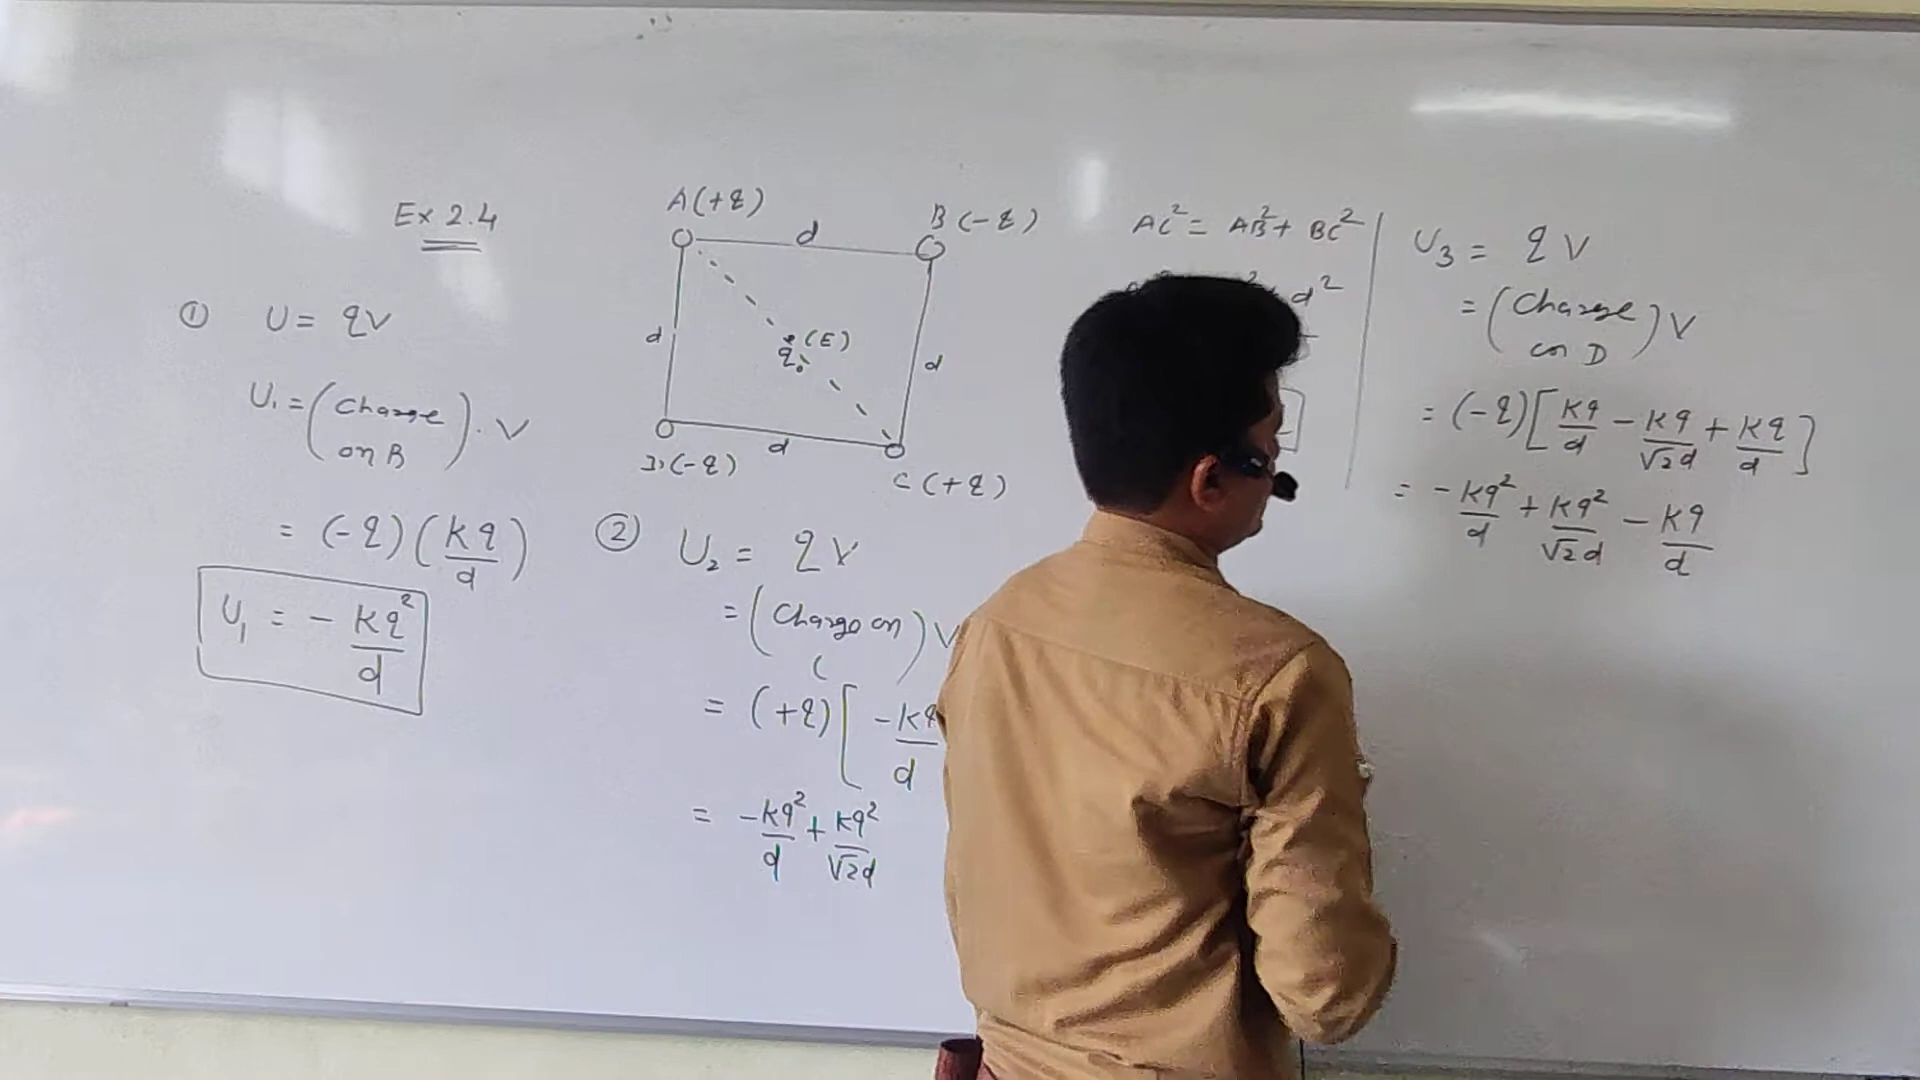 Ex 2.4
① U = qV
U₁ = (Charge on B) . V
= (-q) (Kq/d)
U₁ = - Kq²/d
A(+q)
B(-q)
d
d
q₀ (E)
d
D(-q)
d
C(+q)
② U₂ = qV
= (Charge on C) V
= (+q) [ -Kq/d
= -Kq²/d + Kq²/√2d
AC² = AB² + BC²
d²
U₃ = qV
= (Charge on D) V
= (-q) [Kq/d - Kq/√2d + Kq/d]
= -Kq²/d + Kq²/√2d - Kq/d